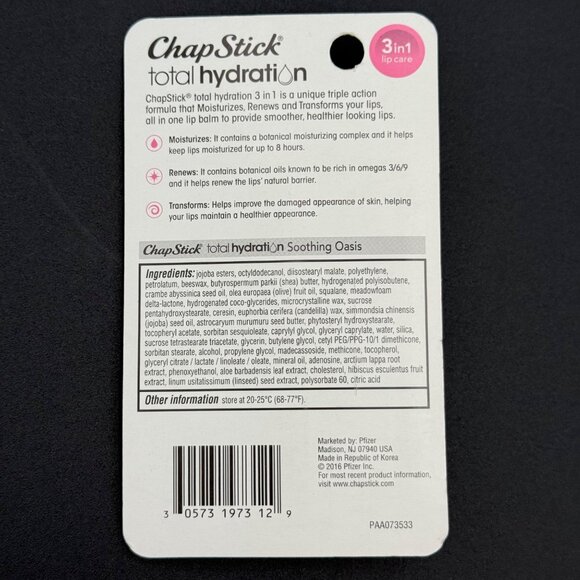 ChapStick®
total hydration
3in1
lip care
ChapStick® total hydration 3 in 1 is a unique triple action
formula that Moisturizes, Renews and Transforms your lips,
all in one lip balm to provide smoother, healthier looking lips.
Moisturizes: It contains a botanical moisturizing complex and it helps
keep lips moisturized for up to 8 hours.
Renews: It contains botanical oils known to be rich in omegas 3/6/9
and it helps renew the lips' natural barrier.
Transforms: Helps improve the damaged appearance of skin, helping
your lips maintain a healthier appearance.
ChapStick® total hydration Soothing Oasis
Ingredients: jojoba esters, octyldodecanol, diisostearyl malate, polyethylene,
petrolatum, beeswax, butyrospermum parkii (shea) butter, hydrogenated polyisobutene,
crambe abyssinica seed oil, olea europaea (olive) fruit oil, squalane, meadowfoam
delta-lactone, hydrogenated coco-glycerides, microcrystalline wax, sucrose
pentahydroxystearate, ceresin, euphorbia cerifera (candelilla) wax, simmondsia chinensis
(jojoba) seed oil, astrocaryum murumuru seed butter, phytosteryl hydroxystearate,
tocopheryl acetate, sorbitan sesquioleate, caprylyl glycol, glyceryl caprylate, water, silica,
sucrose tetrastearate triacetate, glycerin, butylene glycol, cetyl PEG/PPG-10/1 dimethicone,
sorbitan stearate, alcohol, propylene glycol, madecassoside, methicone, tocopherol,
glyceryl citrate / lactate / linoleate / oleate, mineral oil, adenosine, arctium lappa root
extract, phenoxyethanol, aloe barbadensis leaf extract, cholesterol, hibiscus esculentus fruit
extract, linum usitatissimum (linseed) seed extract, polysorbate 60, citric acid
Other information store at 20-25°C (68-77°F).
Marketed by: Pfizer
Madison, NJ 07940 USA
Made in Republic of Korea
© 2016 Pfizer Inc.
For most recent product information,
visit www.chapstick.com
3 0573 1973 12 9
PAA073533